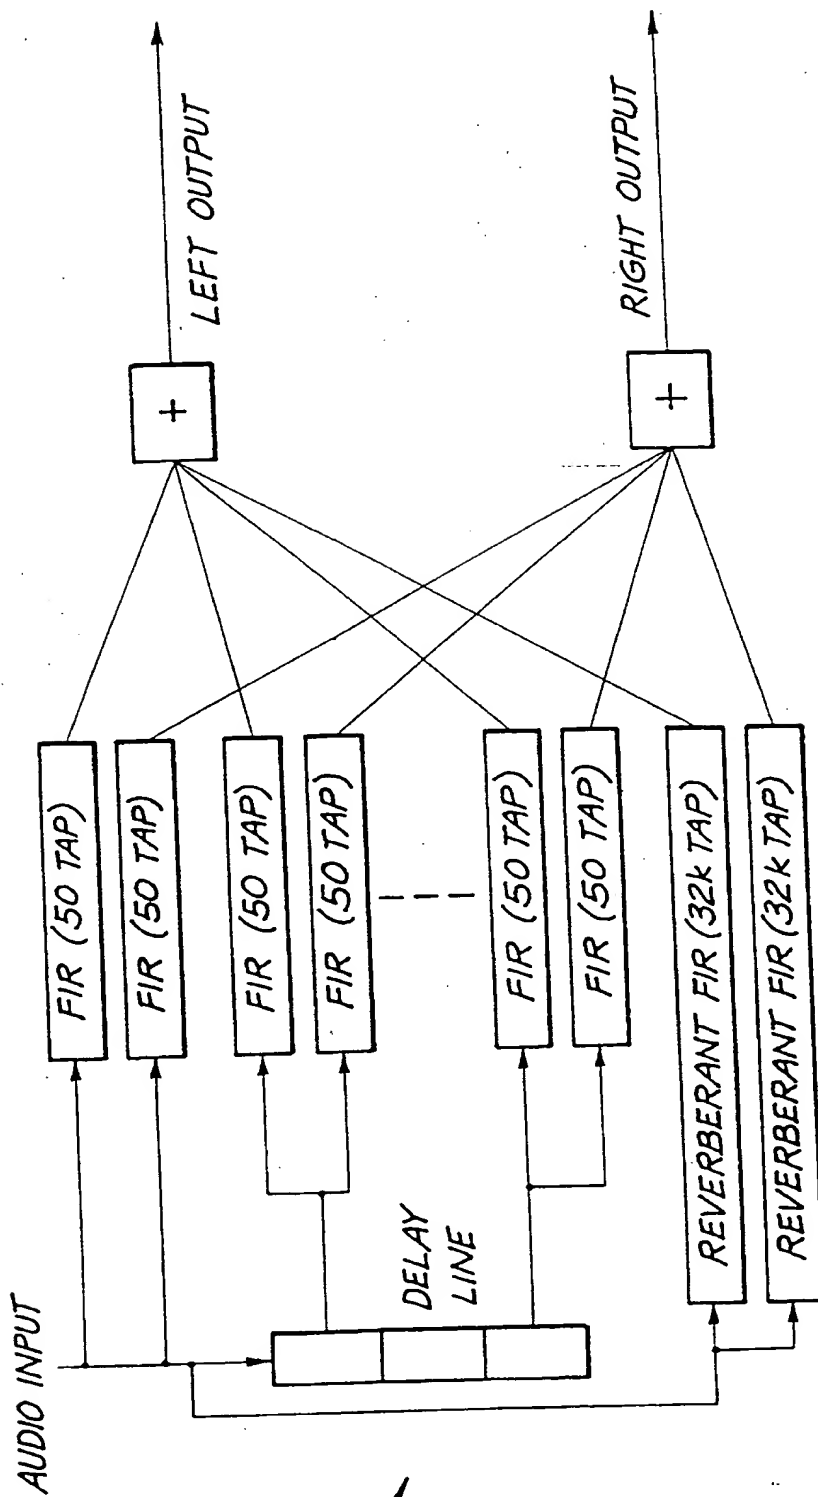 AUDIO INPUT
DELAY
LINE
FIR (50 TAP)
FIR (50 TAP)
FIR (50 TAP)
FIR (50 TAP)
FIR (50 TAP)
FIR (50 TAP)
REVERBERANT FIR (32k TAP)
REVERBERANT FIR (32k TAP)
+
+
LEFT OUTPUT
RIGHT OUTPUT